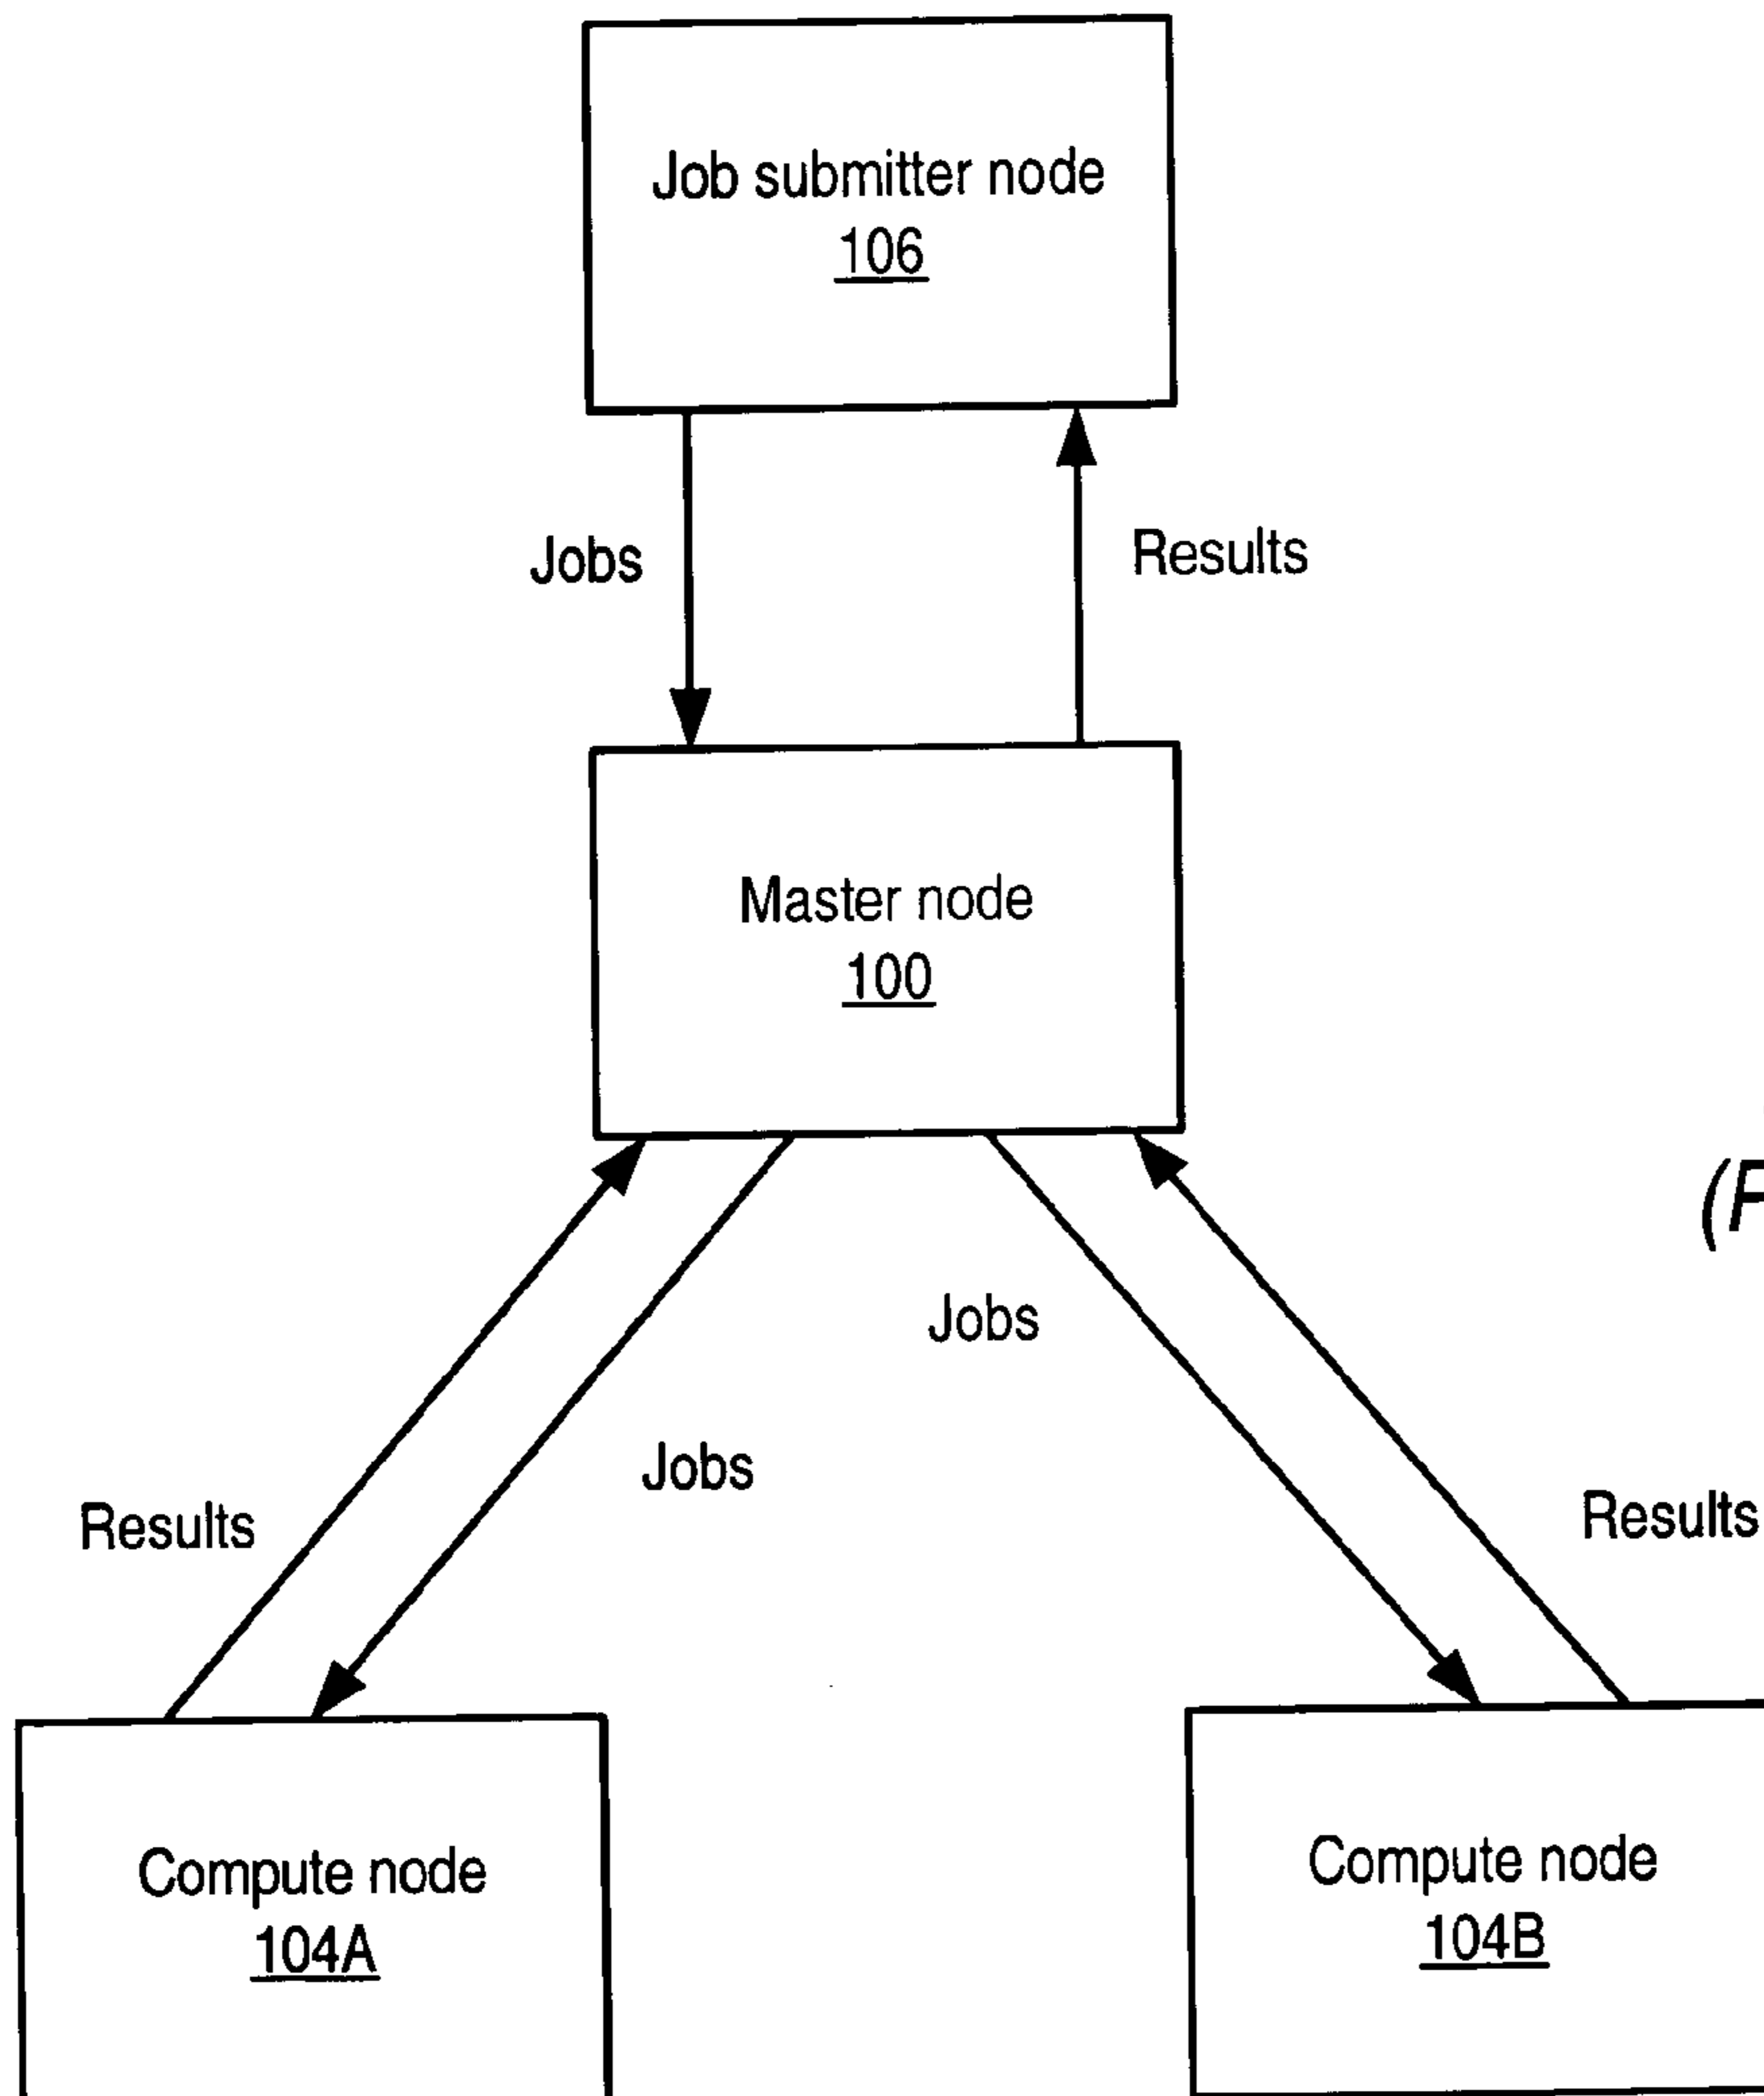 Job submitter node
106
Jobs
Results
Master node
100
Jobs
Jobs
Results
Results
Compute node
104A
Compute node
104B